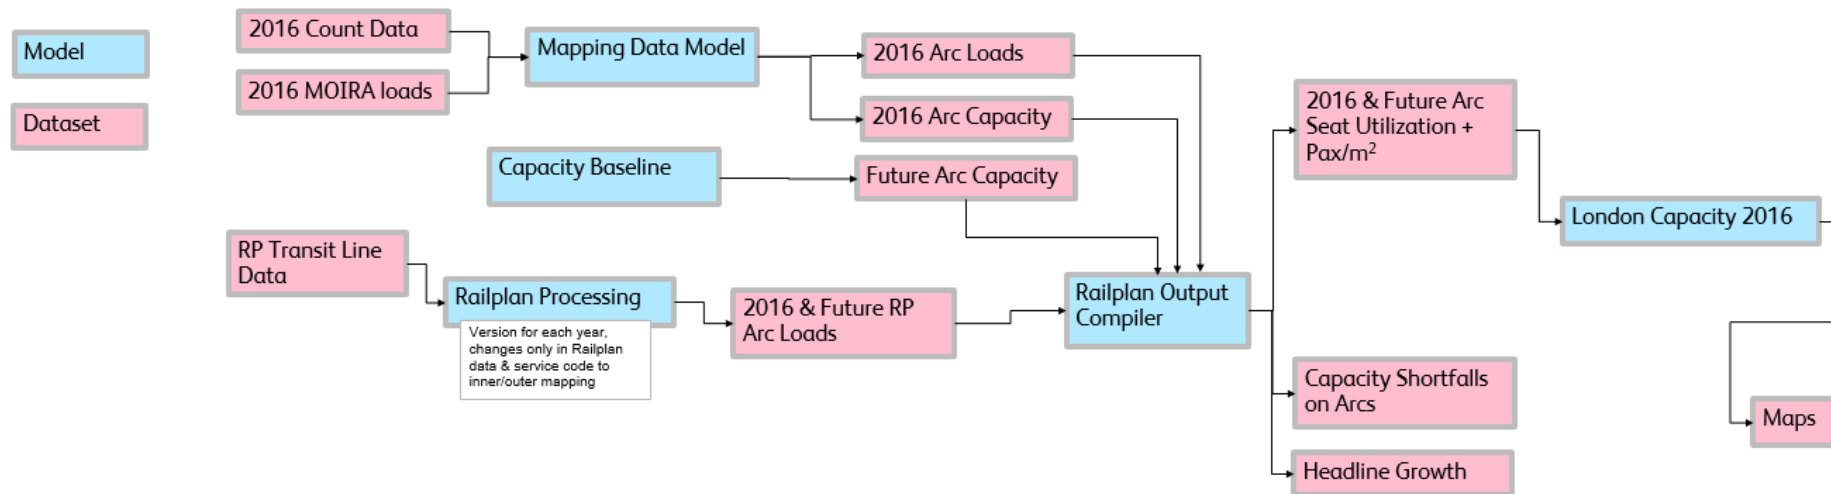 Model
Dataset
2016 Count Data
2016 MOIRA loads
Mapping Data Model
2016 Arc Loads
2016 Arc Capacity
Capacity Baseline
Future Arc Capacity
RP Transit Line
Data
Railplan Processing
Version for each year,
changes only in Railplan
data & service code to
inner/outer mapping
2016 & Future RP
Arc Loads
Railplan Output
Compiler
2016 & Future Arc
Seat Utilization +
Pax/m²
London Capacity 2016
Capacity Shortfalls
on Arcs
Headline Growth
Maps